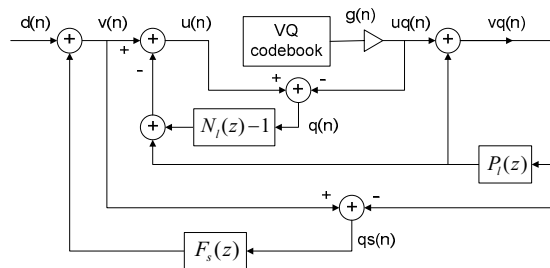 d(n)
v(n)
u(n)
VQ
codebook
g(n)
uq(n)
vq(n)
+
+
+
+
-
+
-
+
+
N_l(z)−1
q(n)
P_l(z)
+
-
+
qs(n)
F_s(z)